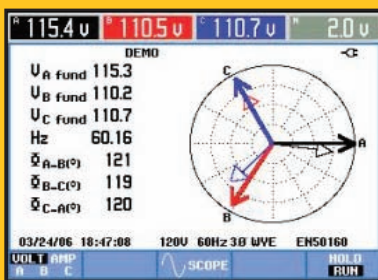 A 115.4 V B 110.5 V C 110.7 V N 2.0 V
DEMO
V A fund 115.3
V B fund 110.2
V C fund 110.7
Hz 60.16
Φ A-B(°) 121
Φ B-C(°) 119
Φ C-A(°) 120
C
A
B
03/24/06 18:47:08 120V 60Hz 3Ø WYE EN50160
VOLT AMP
A B C
SCOPE
HOLD
RUN